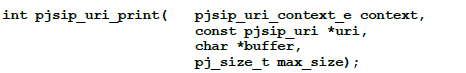 int pjsip_uri_print( pjsip_uri_context_e context,
const pjsip_uri *uri,
char *buffer,
pj_size_t max_size);